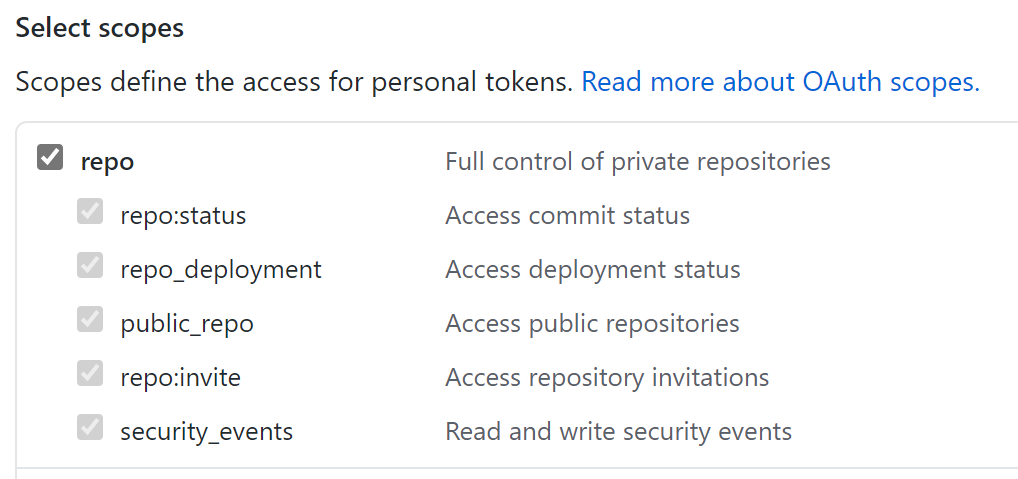 Select scopes
Scopes define the access for personal tokens. Read more about OAuth scopes.
repo Full control of private repositories
repo:status Access commit status
repo_deployment Access deployment status
public_repo Access public repositories
repo:invite Access repository invitations
security_events Read and write security events